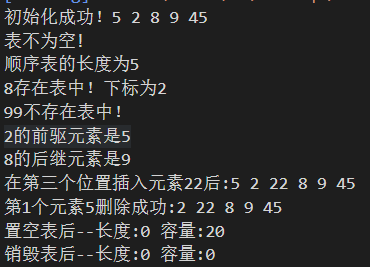 初始化成功！5 2 8 9 45
表不为空！
顺序表的长度为5
8存在表中！下标为2
99不存在表中！
2的前驱元素是5
8的后继元素是9
在第三个位置插入元素22后:5 2 22 8 9 45
第1个元素5删除成功:2 22 8 9 45
置空表后--长度:0 容量:20
销毁表后--长度:0 容量:0